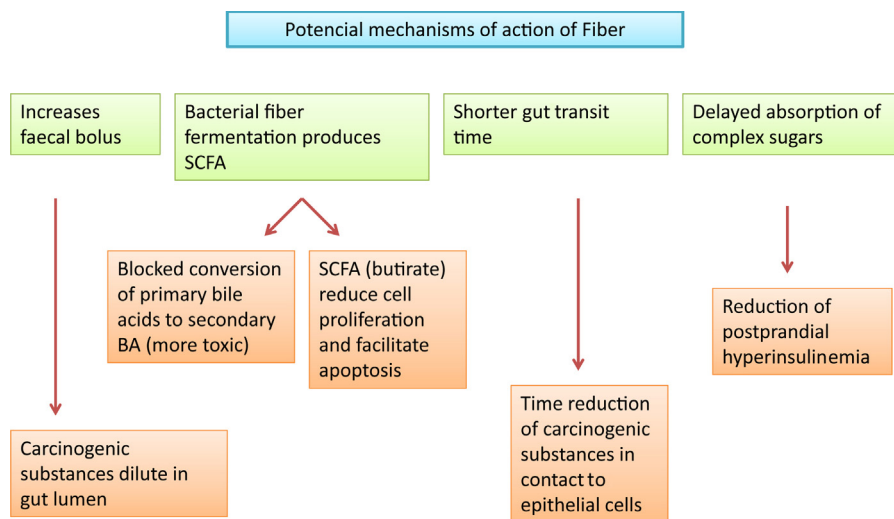 Potencial mechanisms of action of Fiber
Increases
faecal bolus
Bacterial fiber
fermentation produces
SCFA
Shorter gut transit
time
Delayed absorption of
complex sugars
Blocked conversion
of primary bile
acids to secondary
BA (more toxic)
SCFA (butirate)
reduce cell
proliferation
and facilitate
apoptosis
Reduction of
postprandial
hyperinsulinemia
Time reduction
of carcinogenic
substances in
contact to
epithelial cells
Carcinogenic
substances dilute in
gut lumen